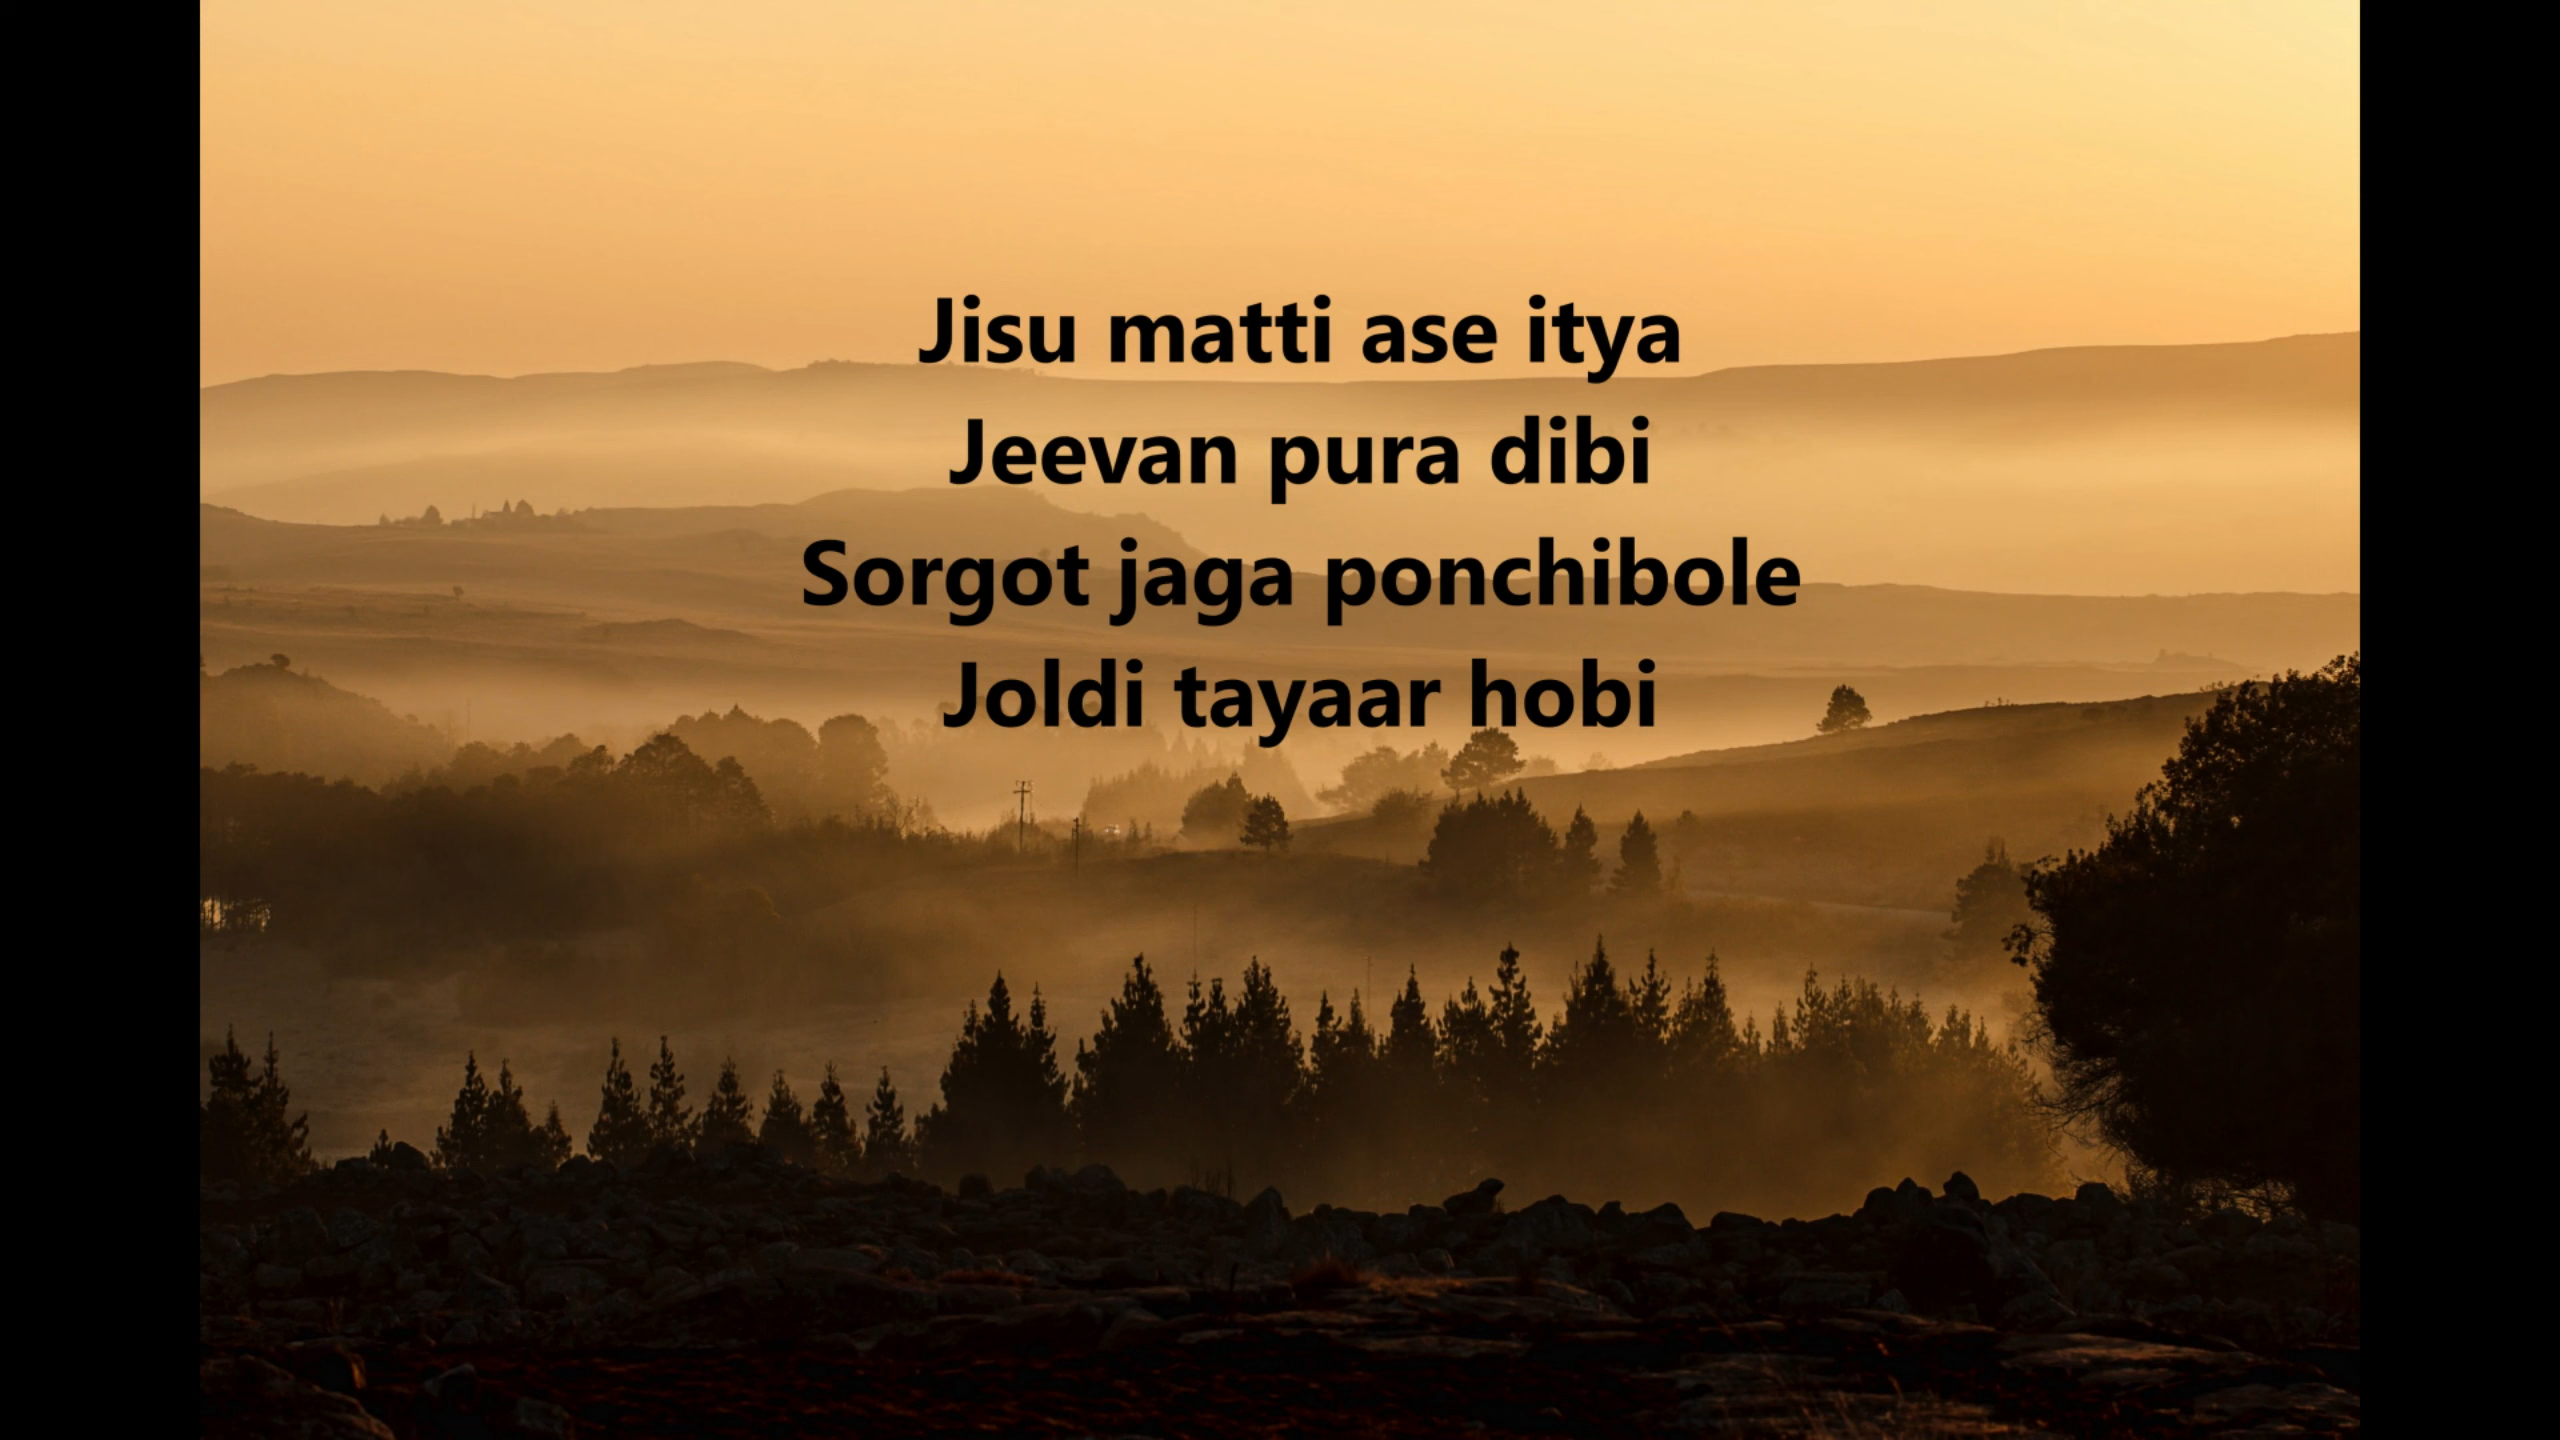 Jisu matti ase itya
Jeevan pura dibi
Sorgot jaga ponchibole
Joldi tayaar hobi